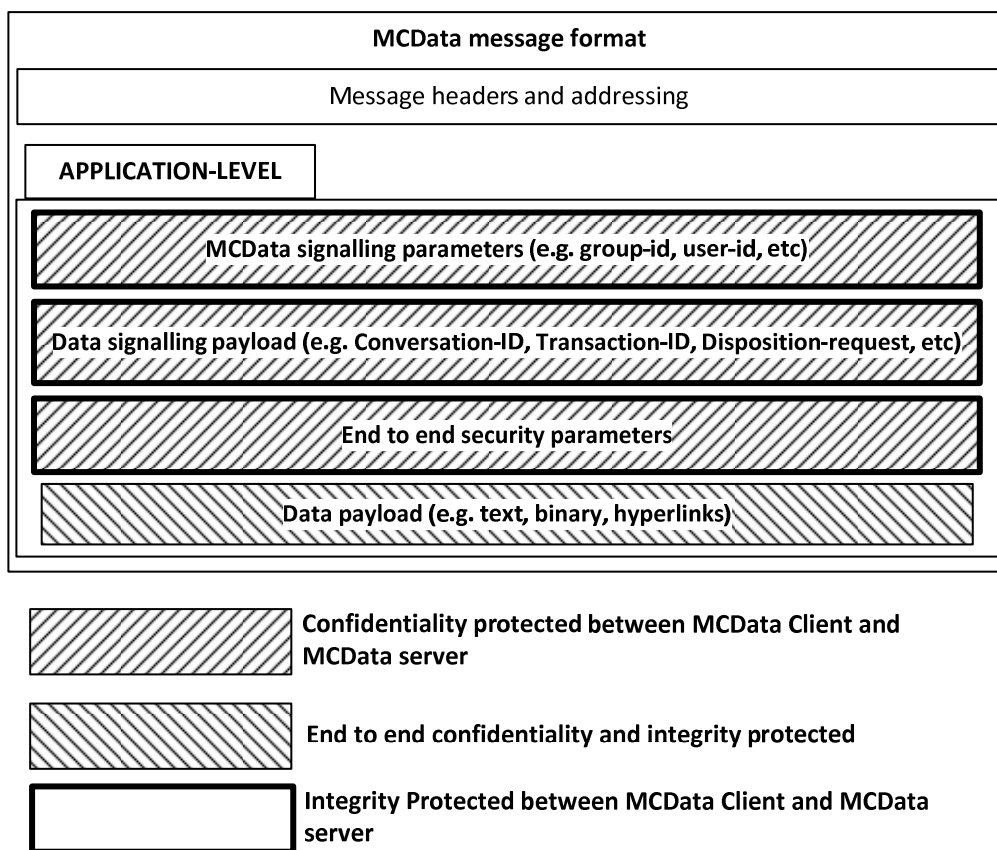 MCData message format
Message headers and addressing
APPLICATION-LEVEL
MCData signalling parameters (e.g. group-id, user-id, etc)
Data signalling payload (e.g. Conversation-ID, Transaction-ID, Disposition-request, etc)
End to end security parameters
Data payload (e.g. text, binary, hyperlinks)
Confidentiality protected between MCData Client and
MCData server
End to end confidentiality and integrity protected
Integrity Protected between MCData Client and MCData
server